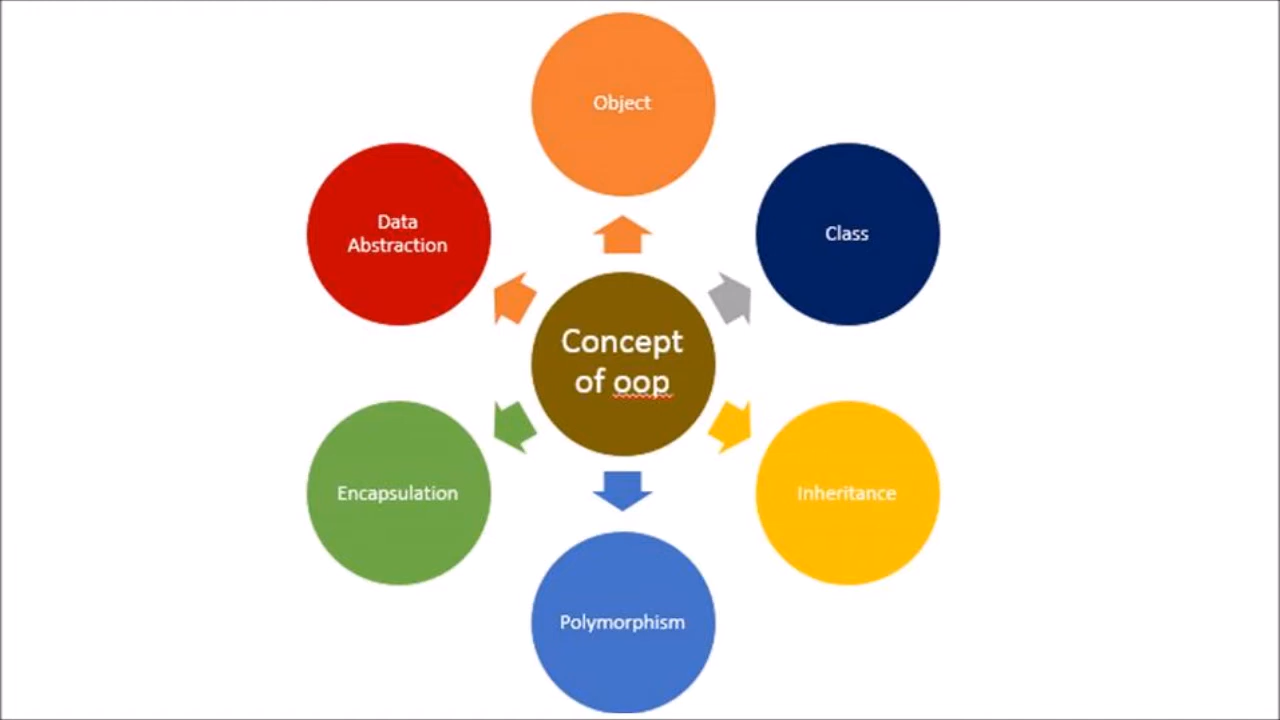 Object
Data
Abstraction
Class
Concept
of oop
Encapsulation
Inheritance
Polymorphism